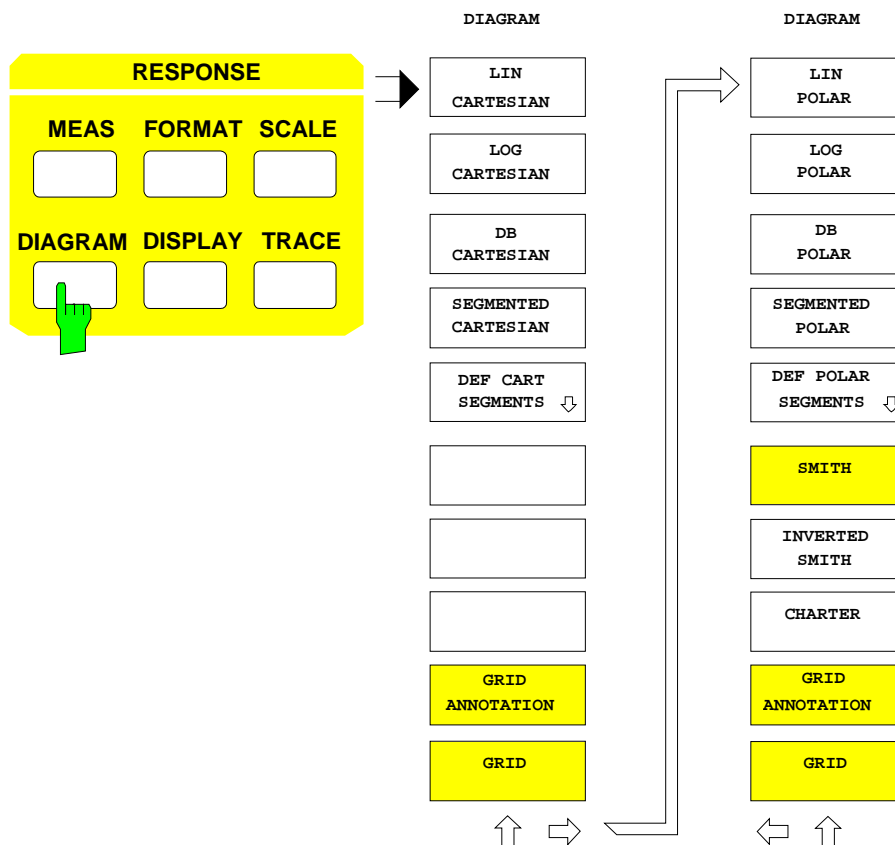 RESPONSE
MEAS FORMAT SCALE
DIAGRAM DISPLAY TRACE
DIAGRAM
LIN
CARTESIAN
LOG
CARTESIAN
DB
CARTESIAN
SEGMENTED
CARTESIAN
DEF CART
SEGMENTS
GRID
ANNOTATION
GRID
DIAGRAM
LIN
POLAR
LOG
POLAR
DB
POLAR
SEGMENTED
POLAR
DEF POLAR
SEGMENTS
SMITH
INVERTED
SMITH
CHARTER
GRID
ANNOTATION
GRID